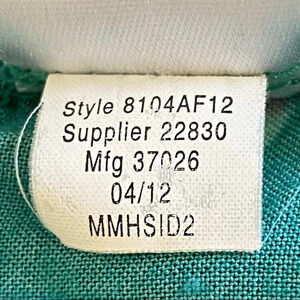 Style 8104AF12
Supplier 22830
Mfg 37026
04/12
MMHSID2